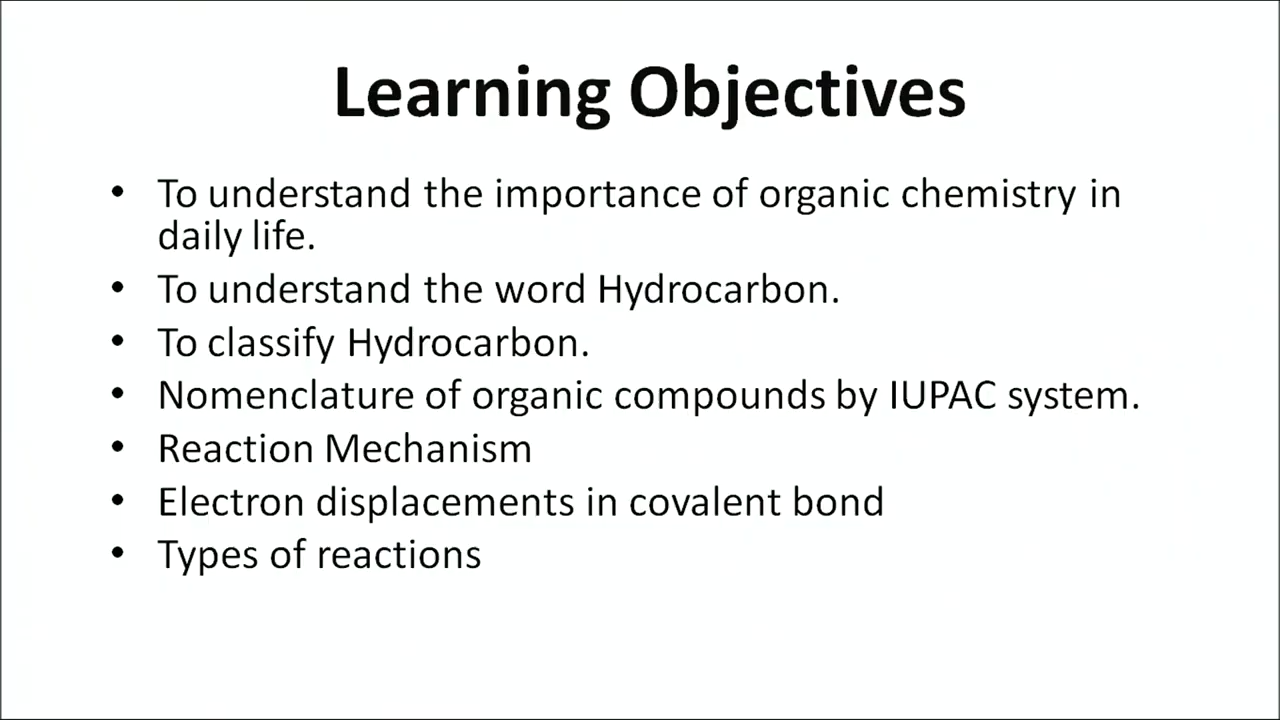 Learning Objectives
• To understand the importance of organic chemistry in
daily life.
• To understand the word Hydrocarbon.
• To classify Hydrocarbon.
• Nomenclature of organic compounds by IUPAC system.
• Reaction Mechanism
• Electron displacements in covalent bond
• Types of reactions